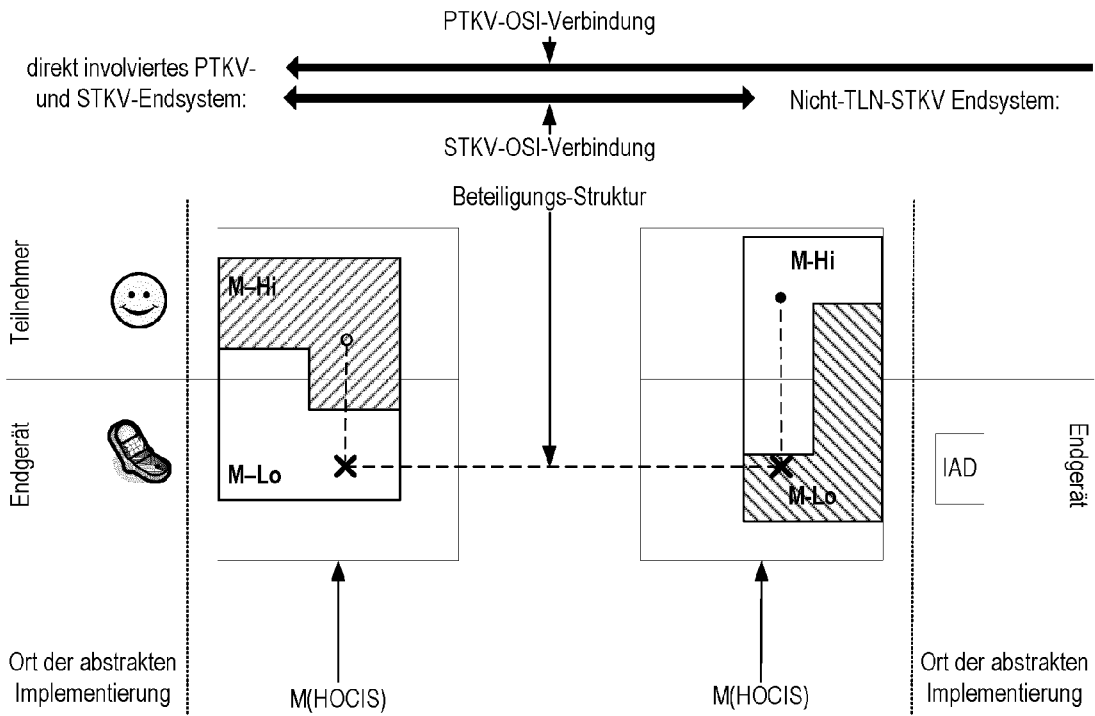 PTKV-OSI-Verbindung
direkt involviertes PTKV-
und STKV-Endsystem:
Nicht-TLN-STKV Endsystem:
STKV-OSI-Verbindung
Beteiligungs-Struktur
Teilnehmer
M–Hi
M-Hi
Endgerät
M–Lo
M-Lo
IAD
Endgerät
Ort der abstrakten
Implementierung
M(HOCIS)
M(HOCIS)
Ort der abstrakten
Implementierung